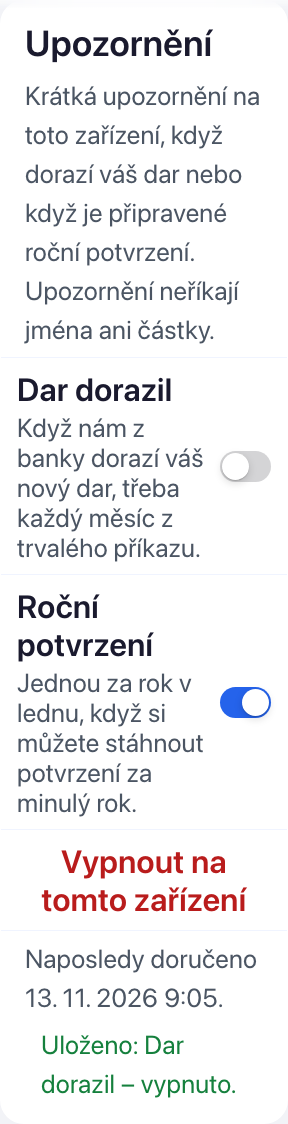 Upozornění
Krátká upozornění na
toto zařízení, když
dorazí váš dar nebo
když je připravené
roční potvrzení.
Upozornění neříkají
jména ani částky.
Dar dorazil
Když nám z
banky dorazí váš
nový dar, třeba
každý měsíc z
trvalého příkazu.
Roční
potvrzení
Jednou za rok v
lednu, když si
můžete stáhnout
potvrzení za
minulý rok.
Vypnout na
tomto zařízení
Naposledy doručeno
13. 11. 2026 9:05.
Uloženo: Dar
dorazil – vypnuto.